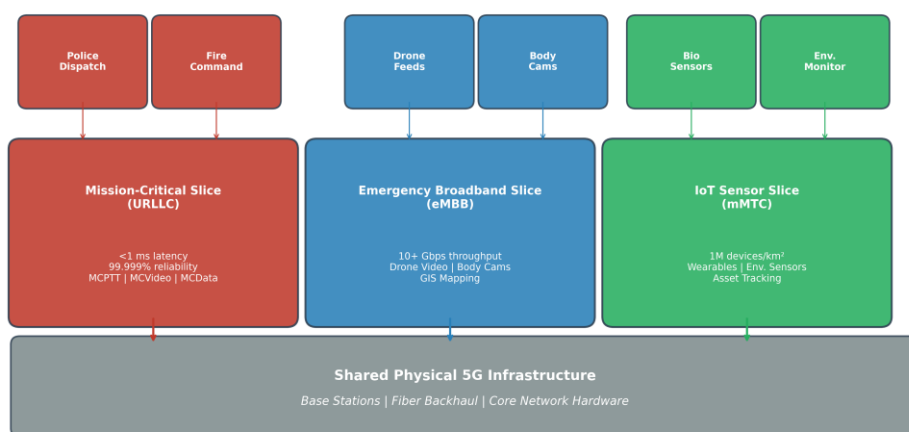 Police
Dispatch
Fire
Command
Drone
Feeds
Body
Cams
Bio
Sensors
Env.
Monitor
Mission-Critical Slice
(URLLC)
<1 ms latency
99.999% reliability
MCPTT | MCVideo | MCData
Emergency Broadband Slice
(eMBB)
10+ Gbps throughput
Drone Video | Body Cams
GIS Mapping
IoT Sensor Slice
(mMTC)
1M devices/km²
Wearables | Env. Sensors
Asset Tracking
Shared Physical 5G Infrastructure
Base Stations | Fiber Backhaul | Core Network Hardware